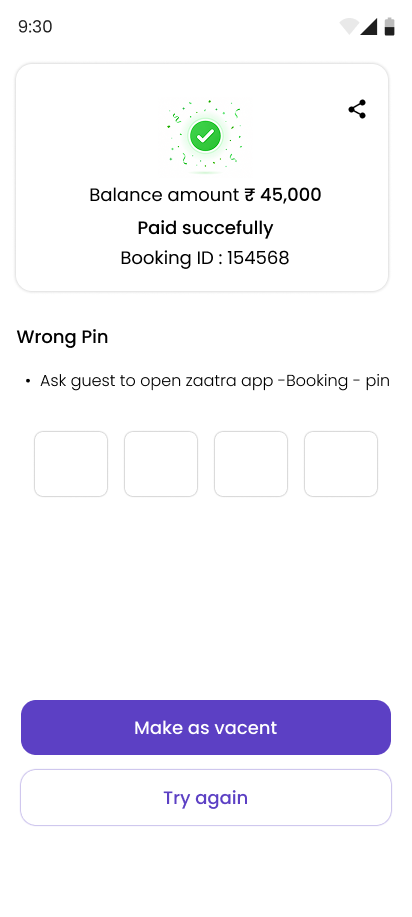 9:30
Balance amount ₹ 45,000
Paid succefully
Booking ID : 154568
Wrong Pin
• Ask guest to open zaatra app -Booking - pin
Make as vacent
Try again